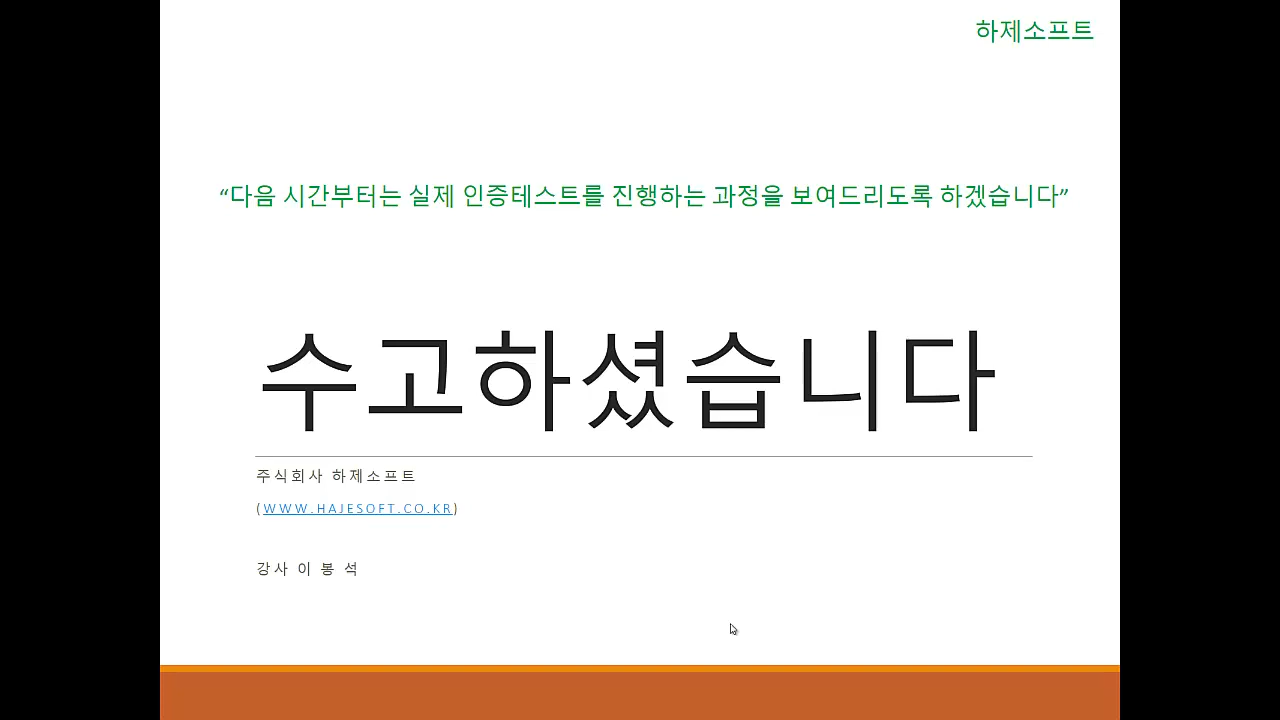 하제소프트
“다음 시간부터는 실제 인증테스트를 진행하는 과정을 보여드리도록 하겠습니다”
수고하셨습니다
주식회사 하제소프트
(WWW.HAJESOFT.CO.KR)
강사 이 봉 석